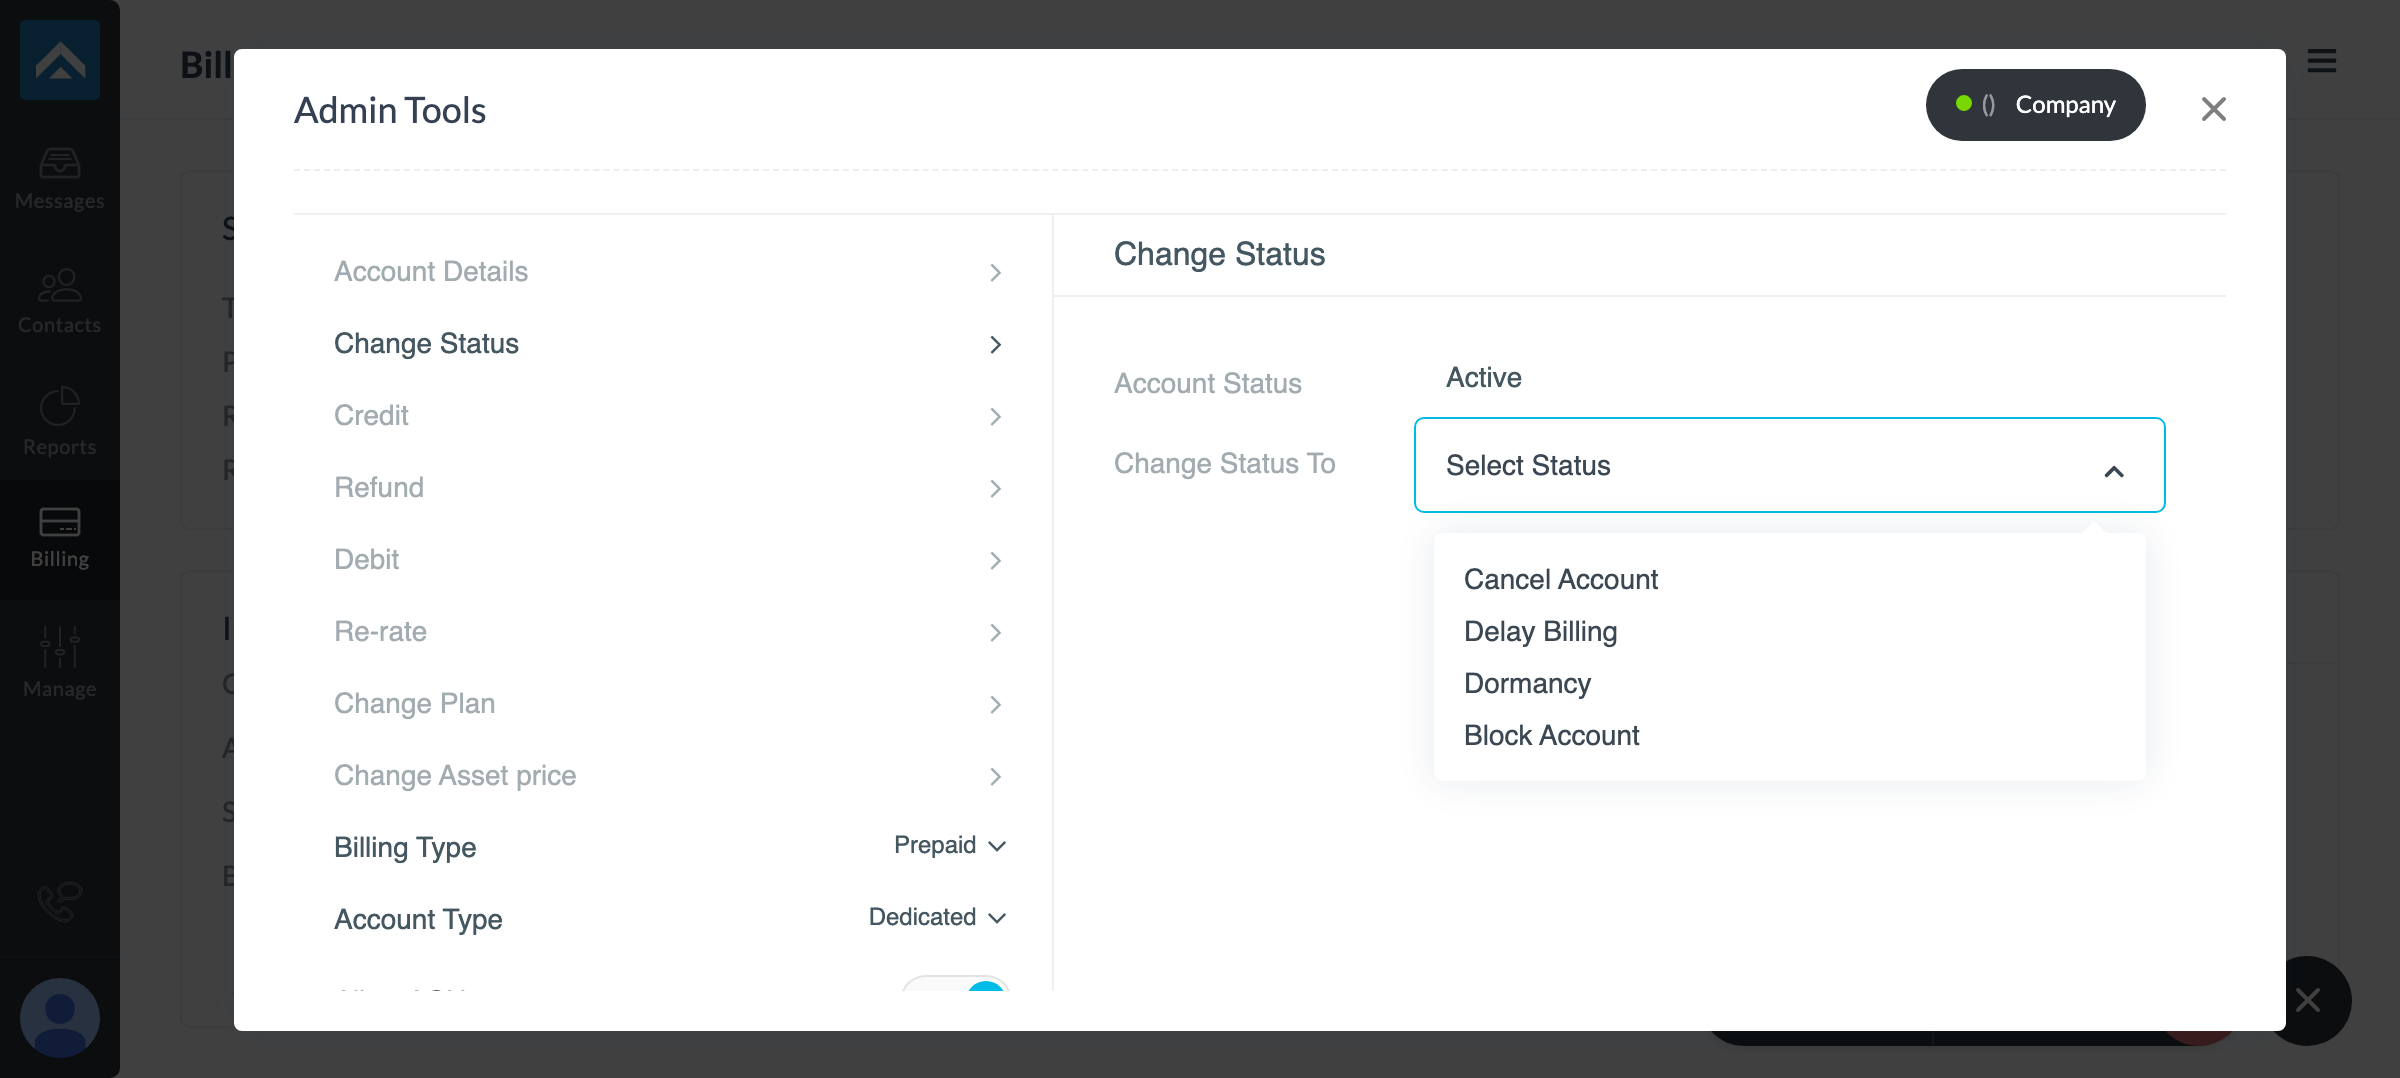 Messages
Contacts
Reports
Billing
Manage
Bill
Admin Tools
() Company
Account Details
Change Status
Credit
Refund
Debit
Re-rate
Change Plan
Change Asset price
Billing Type Prepaid
Account Type Dedicated
Change Status
Account Status Active
Change Status To Select Status
Cancel Account
Delay Billing
Dormancy
Block Account